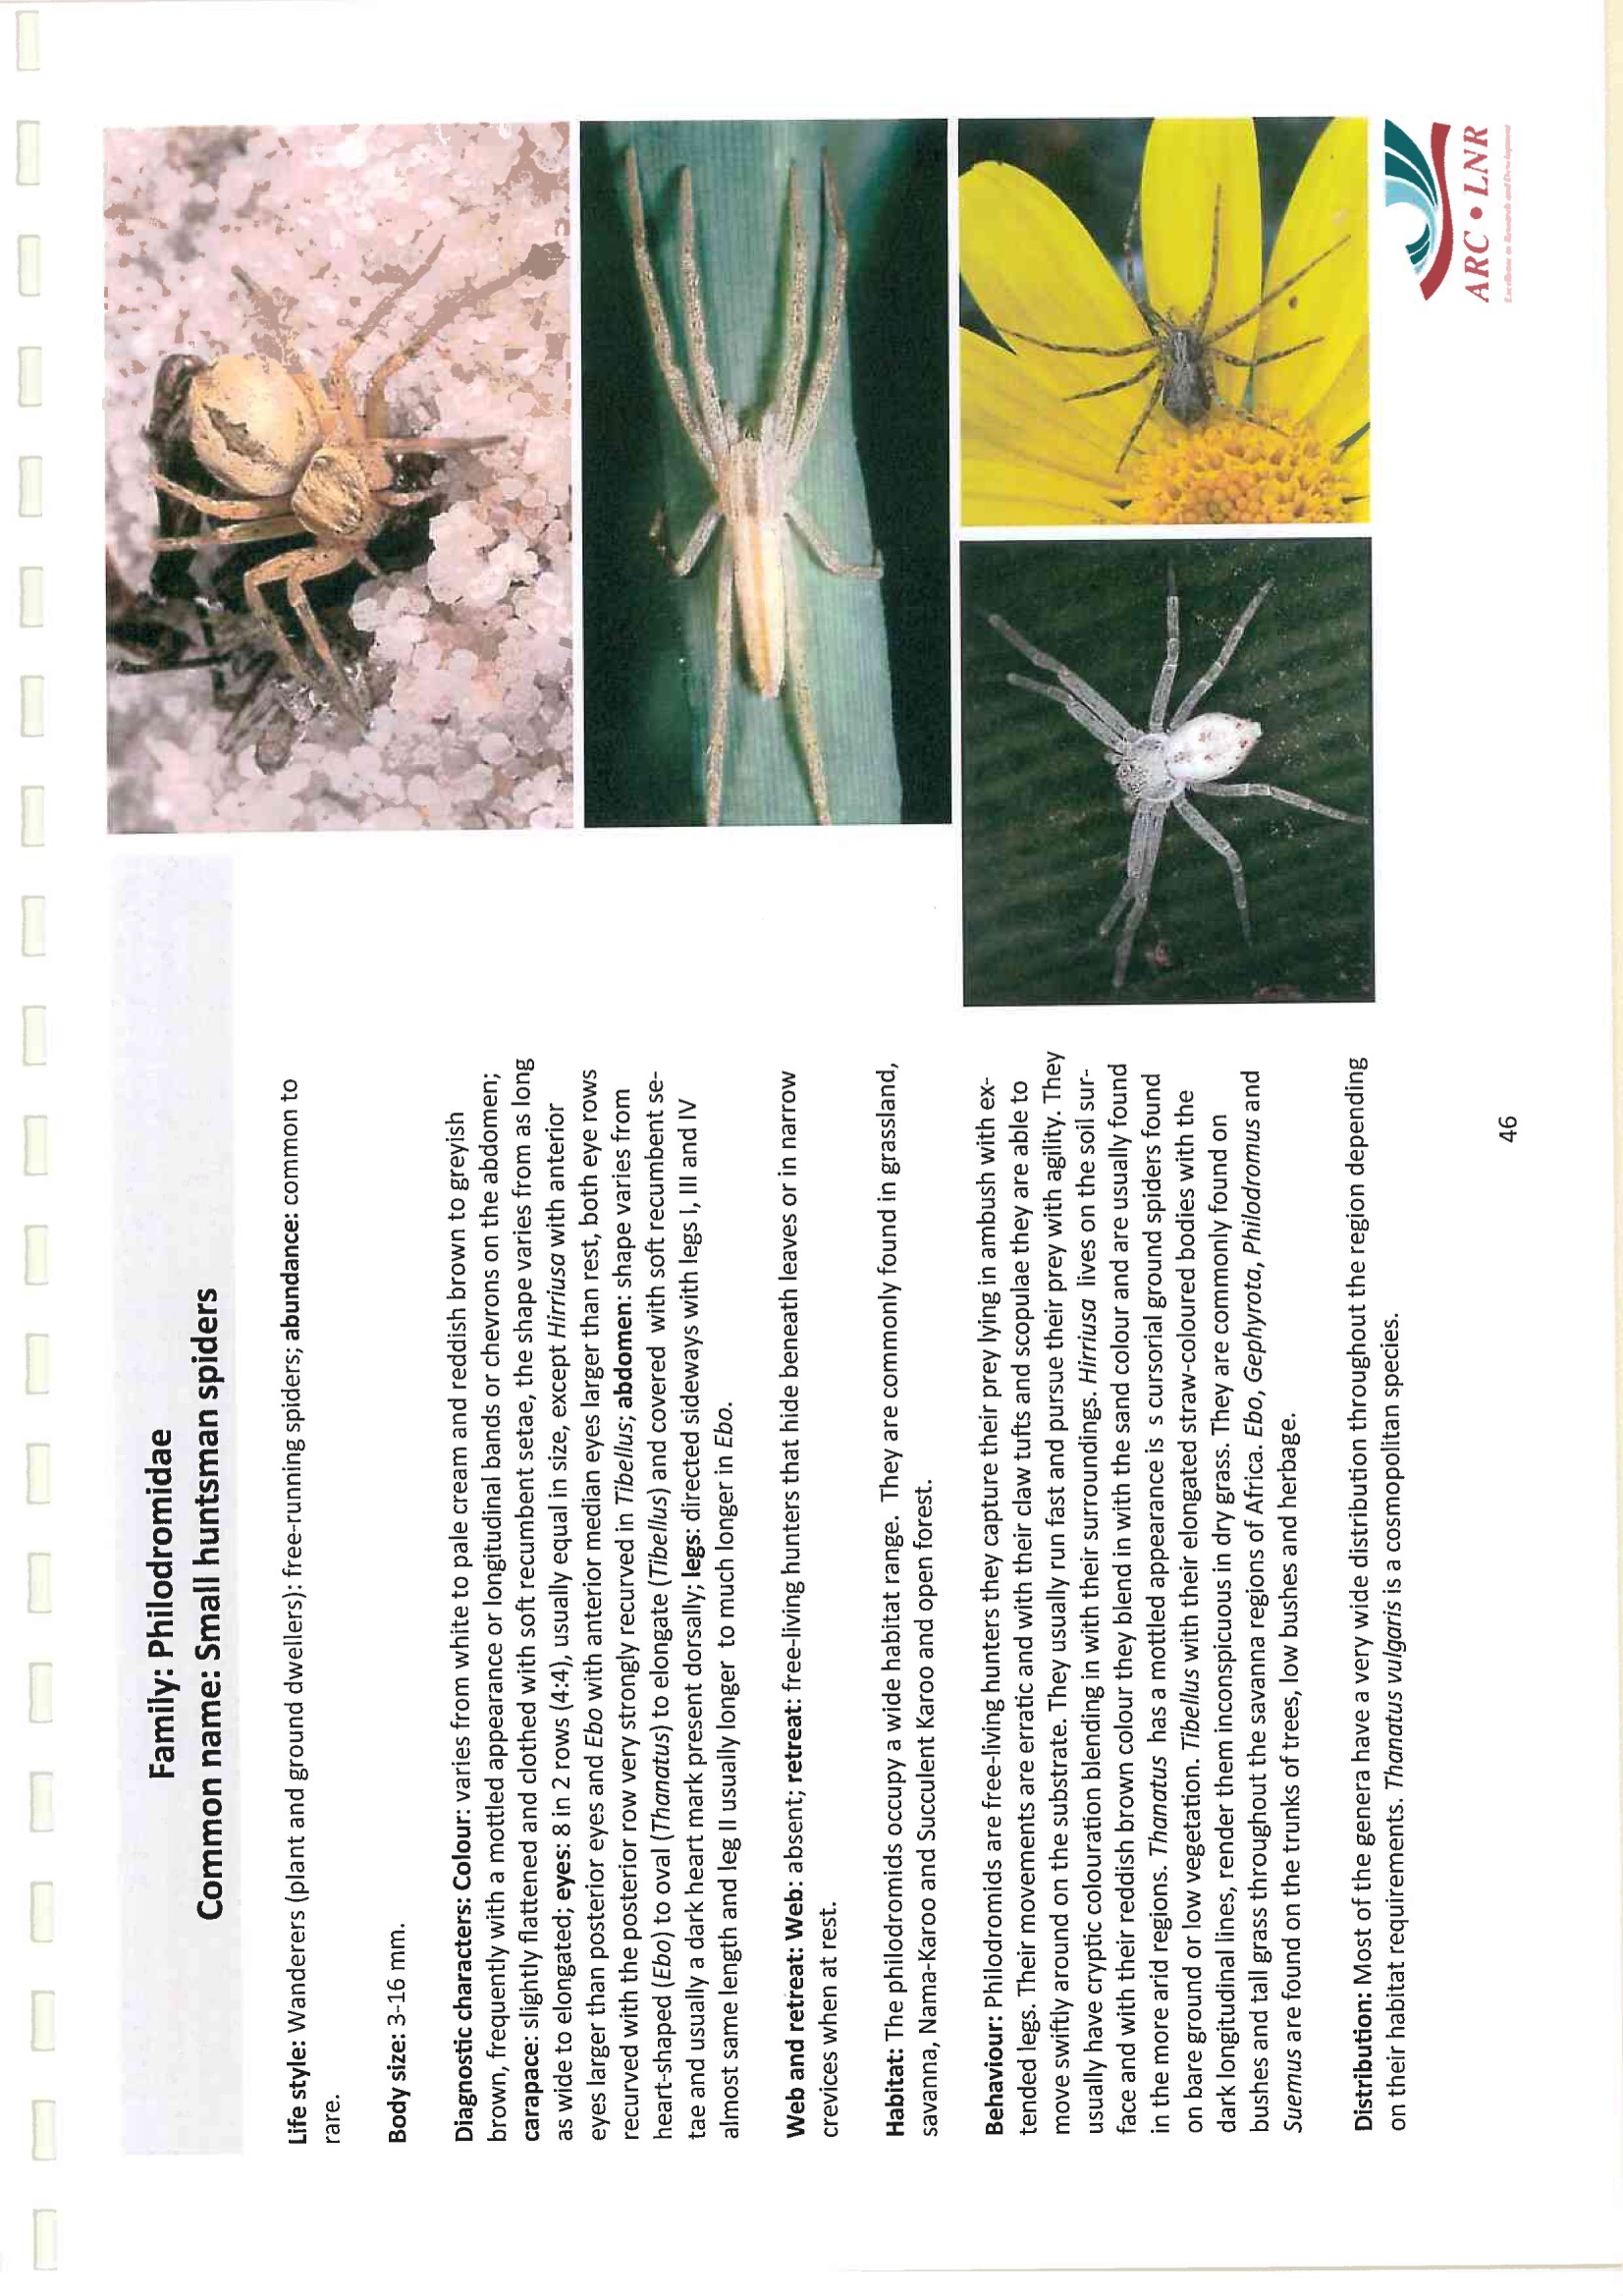 Family: Philodromidae
Common name: Small huntsman spiders
Life style: Wanderers (plant and ground dwellers): free-running spiders; abundance: common to
rare.
Body size: 3-16 mm.
Diagnostic characters: Colour: varies from white to pale cream and reddish brown to greyish
brown, frequently with a mottled appearance or longitudinal bands or chevrons on the abdomen;
carapace: slightly flattened and clothed with soft recumbent setae, the shape varies from as long
as wide to elongated; eyes: 8 in 2 rows (4:4), usually equal in size, except Hirriusa with anterior
eyes larger than posterior eyes and Ebo with anterior median eyes larger than rest, both eye rows
recurved with the posterior row very strongly recurved in Tibellus; abdomen: shape varies from
heart-shaped (Ebo) to oval (Thanatus) to elongate (Tibellus) and covered with soft recumbent se-
tae and usually a dark heart mark present dorsally; legs: directed sideways with legs I, III and IV
almost same length and leg II usually longer to much longer in Ebo.
Web and retreat: Web: absent; retreat: free-living hunters that hide beneath leaves or in narrow
crevices when at rest.
Habitat: The philodromids occupy a wide habitat range. They are commonly found in grassland,
savanna, Nama-Karoo and Succulent Karoo and open forest.
Behaviour: Philodromids are free-living hunters they capture their prey lying in ambush with ex-
tended legs. Their movements are erratic and with their claw tufts and scopulae they are able to
move swiftly around on the substrate. They usually run fast and pursue their prey with agility. They
usually have cryptic colouration blending in with their surroundings. Hirriusa lives on the soil sur-
face and with their reddish brown colour they blend in with the sand colour and are usually found
in the more arid regions. Thanatus has a mottled appearance is s cursorial ground spiders found
on bare ground or low vegetation. Tibellus with their elongated straw-coloured bodies with the
dark longitudinal lines, render them inconspicuous in dry grass. They are commonly found on
bushes and tall grass throughout the savanna regions of Africa. Ebo, Gephyrota, Philodromus and
Suemus are found on the trunks of trees, low bushes and herbage.
Distribution: Most of the genera have a very wide distribution throughout the region depending
on their habitat requirements. Thanatus vulgaris is a cosmopolitan species.
46
ARC • LNR
Excellence in Research and Development